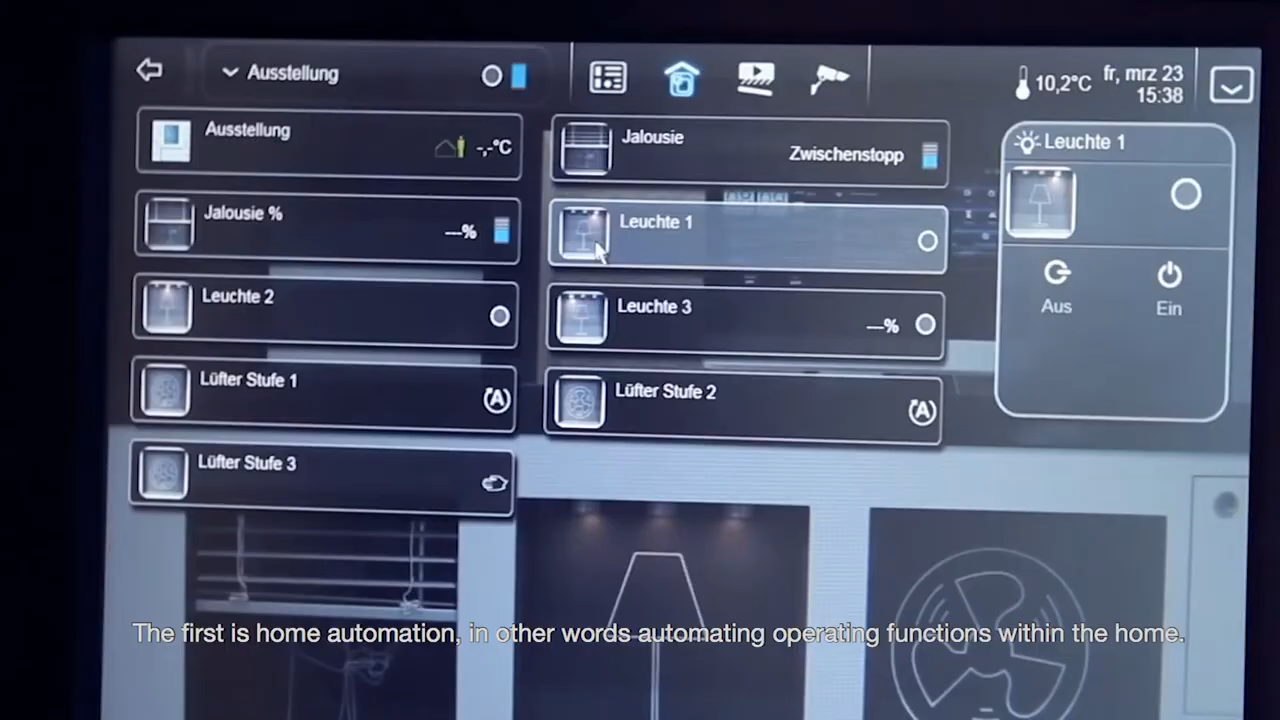 Ausstellung
10,2°C
fr, mrz 23
15:38
Ausstellung
-,-°C
Jalousie
Zwischenstopp
Leuchte 1
Jalousie %
---%
Leuchte 1
Aus
Ein
Leuchte 2
Leuchte 3
---%
Lüfter Stufe 1
A
Lüfter Stufe 2
A
Lüfter Stufe 3
The first is home automation, in other words automating operating functions within the home.